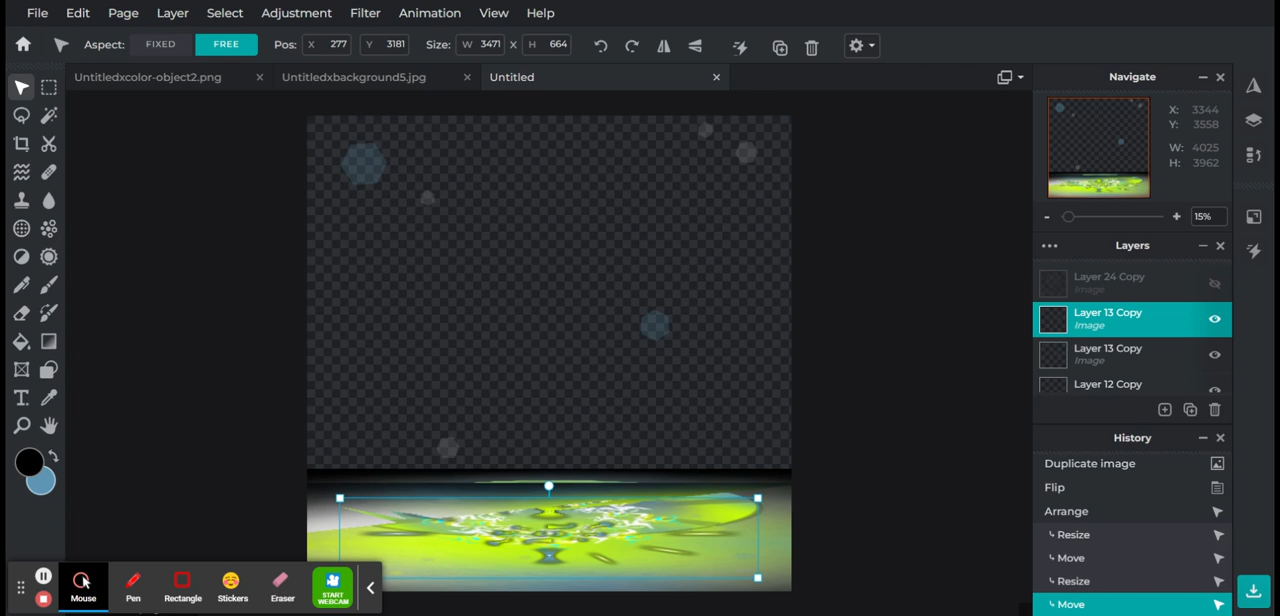 File Edit Page Layer Select Adjustment Filter Animation View Help
Aspect: FIXED FREE Pos: X 277 Y 3181 Size: W 3471 X H 664
Untitledxcolor-object2.png Untitledxbackground5.jpg Untitled
Navigate
X: 3344
Y: 3558
W: 4025
H: 3962
- + 15%
Layers
Layer 24 Copy
Image
Layer 13 Copy
Image
Layer 13 Copy
Image
Layer 12 Copy
History
Duplicate image
Flip
Arrange
Resize
Move
Resize
Move
T
Mouse Pen Rectangle Stickers Eraser START
WEBCAM